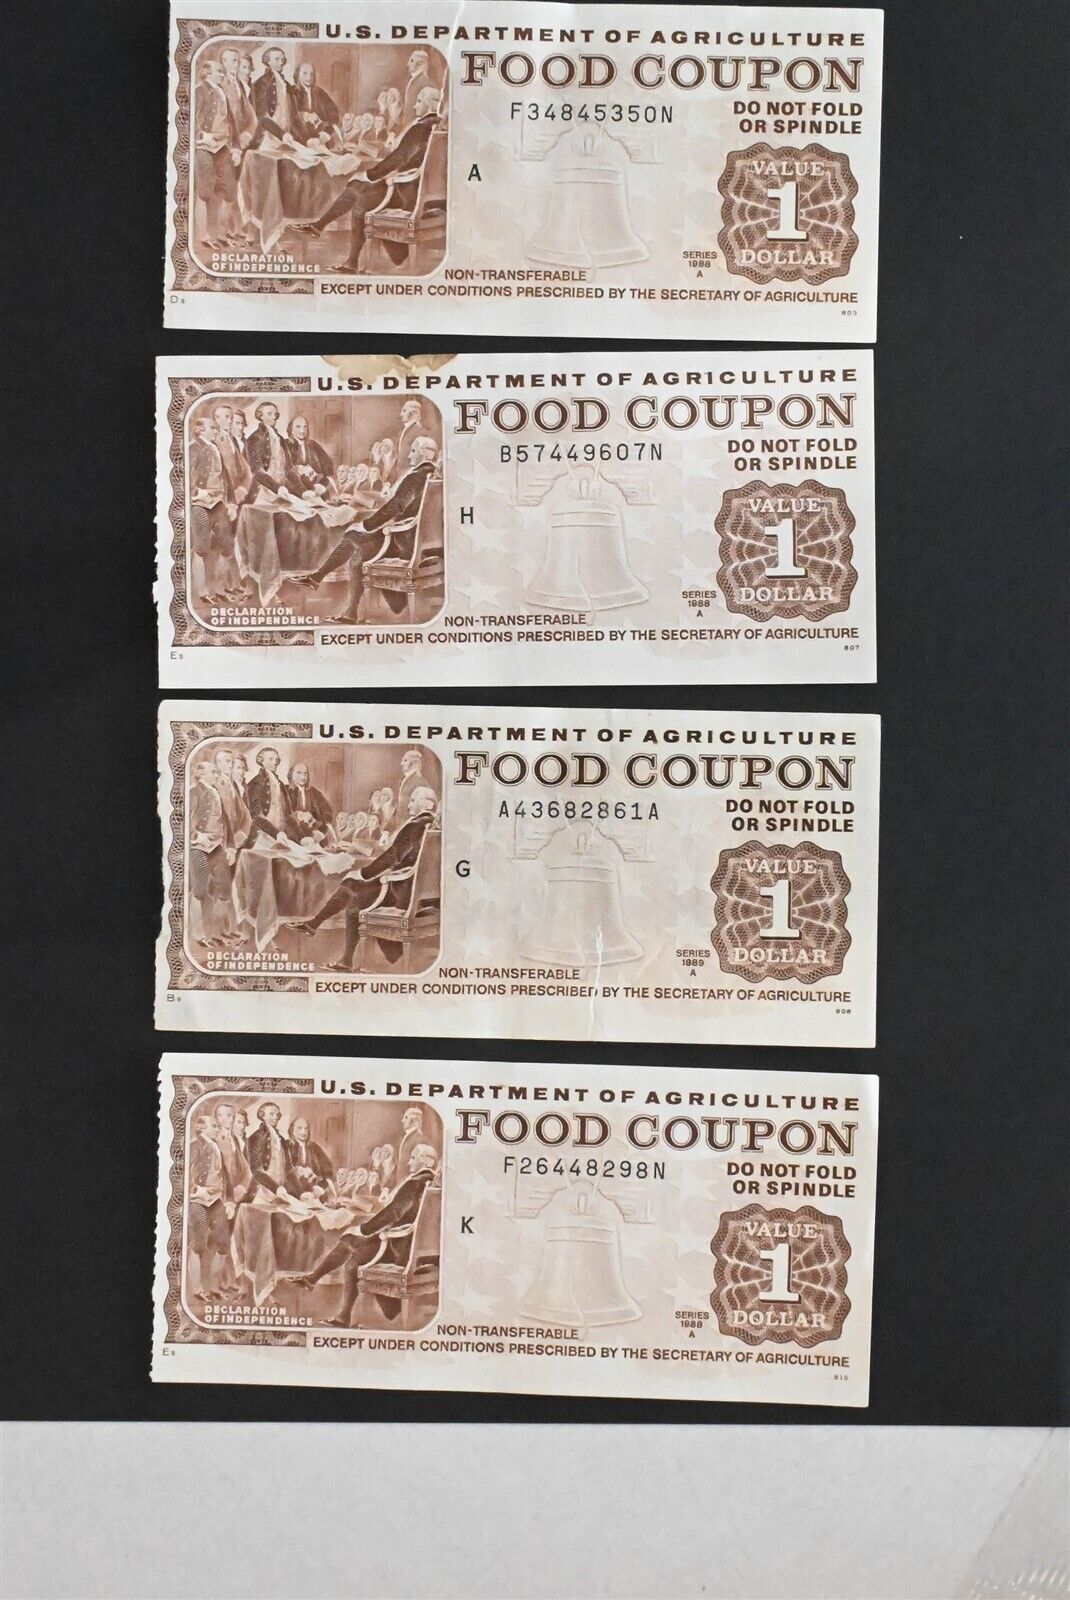 U.S. DEPARTMENT OF AGRICULTURE
FOOD COUPON
F34845350N
DO NOT FOLD
OR SPINDLE
A
VALUE
1
DOLLAR
DECLARATION
OF INDEPENDENCE
SERIES
1988
A
NON-TRANSFERABLE
EXCEPT UNDER CONDITIONS PRESCRIBED BY THE SECRETARY OF AGRICULTURE
D5
803
U.S. DEPARTMENT OF AGRICULTURE
FOOD COUPON
B57449607N
DO NOT FOLD
OR SPINDLE
H
VALUE
1
DOLLAR
DECLARATION
OF INDEPENDENCE
SERIES
1988
A
NON-TRANSFERABLE
EXCEPT UNDER CONDITIONS PRESCRIBED BY THE SECRETARY OF AGRICULTURE
E5
807
U.S. DEPARTMENT OF AGRICULTURE
FOOD COUPON
A43682861A
DO NOT FOLD
OR SPINDLE
G
VALUE
1
DOLLAR
DECLARATION
OF INDEPENDENCE
SERIES
1989
A
NON-TRANSFERABLE
EXCEPT UNDER CONDITIONS PRESCRIBED BY THE SECRETARY OF AGRICULTURE
B9
U.S. DEPARTMENT OF AGRICULTURE
FOOD COUPON
F26448298N
DO NOT FOLD
OR SPINDLE
K
VALUE
1
DOLLAR
DECLARATION
OF INDEPENDENCE
SERIES
1988
A
NON-TRANSFERABLE
EXCEPT UNDER CONDITIONS PRESCRIBED BY THE SECRETARY OF AGRICULTURE